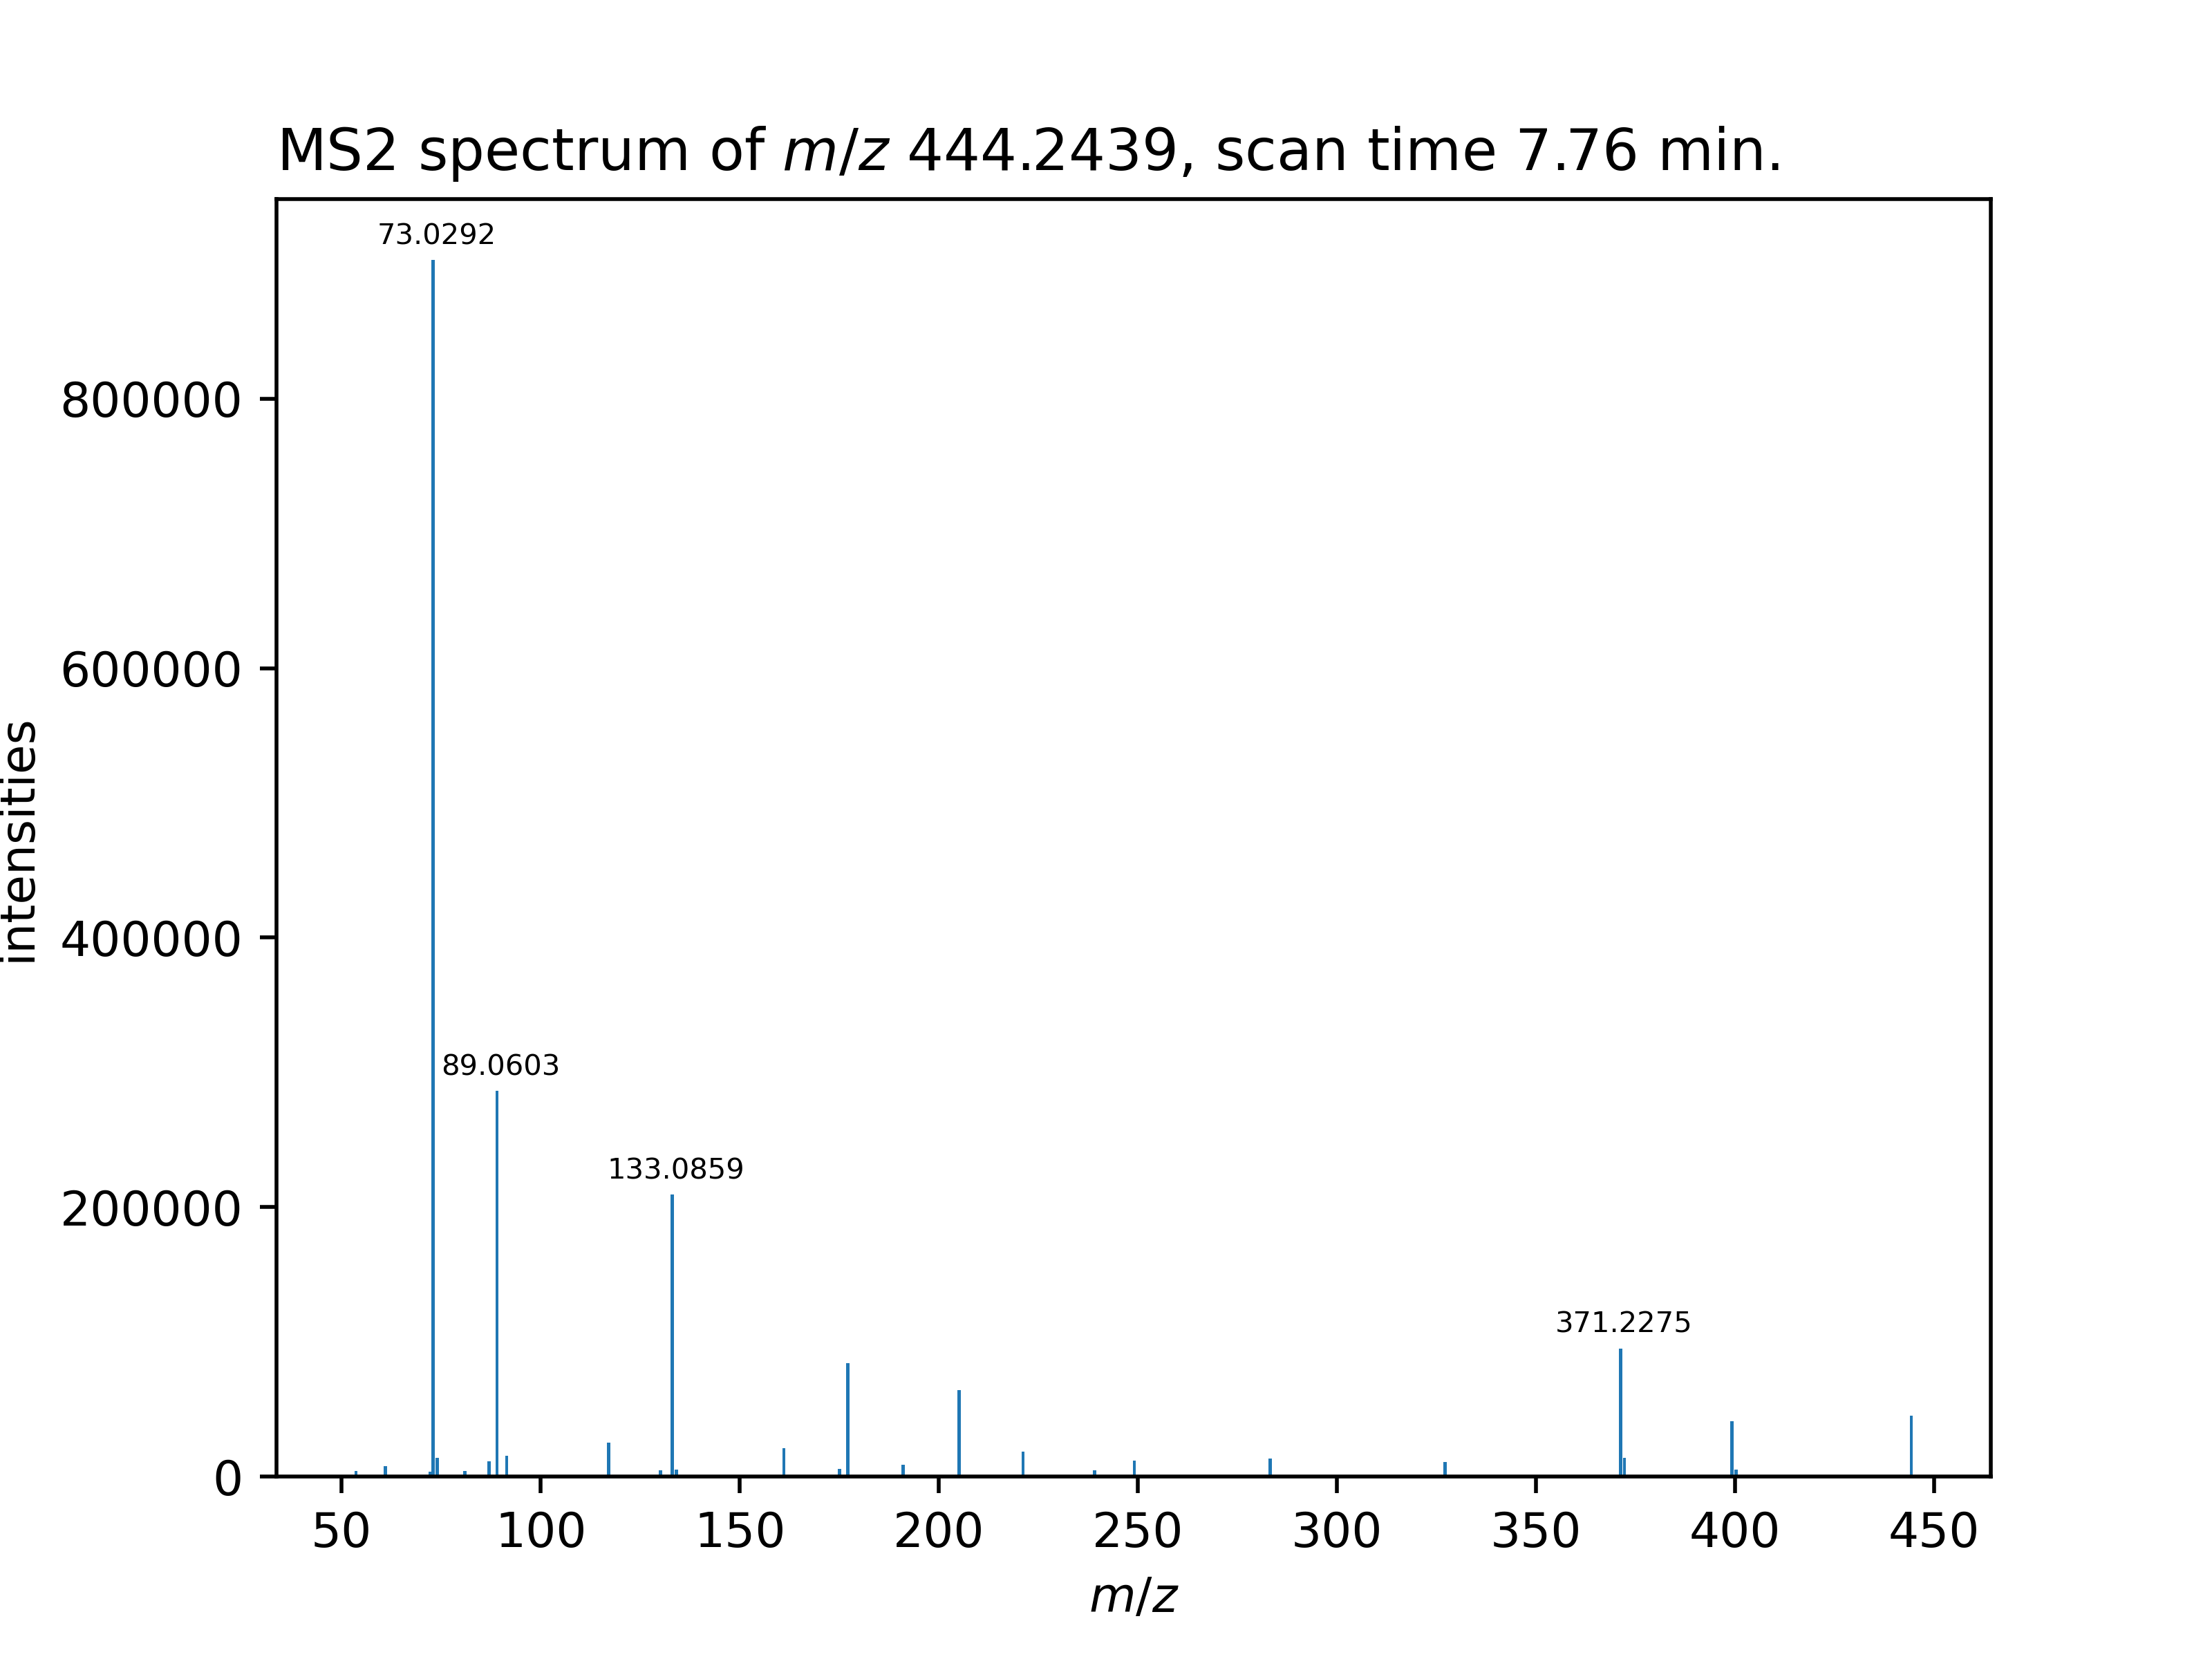 MS2 spectrum of m/z 444.2439, scan time 7.76 min.
73.0292
89.0603
133.0859
371.2275
800000
600000
400000
200000
0
intensities
50 100 150 200 250 300 350 400 450
m/z